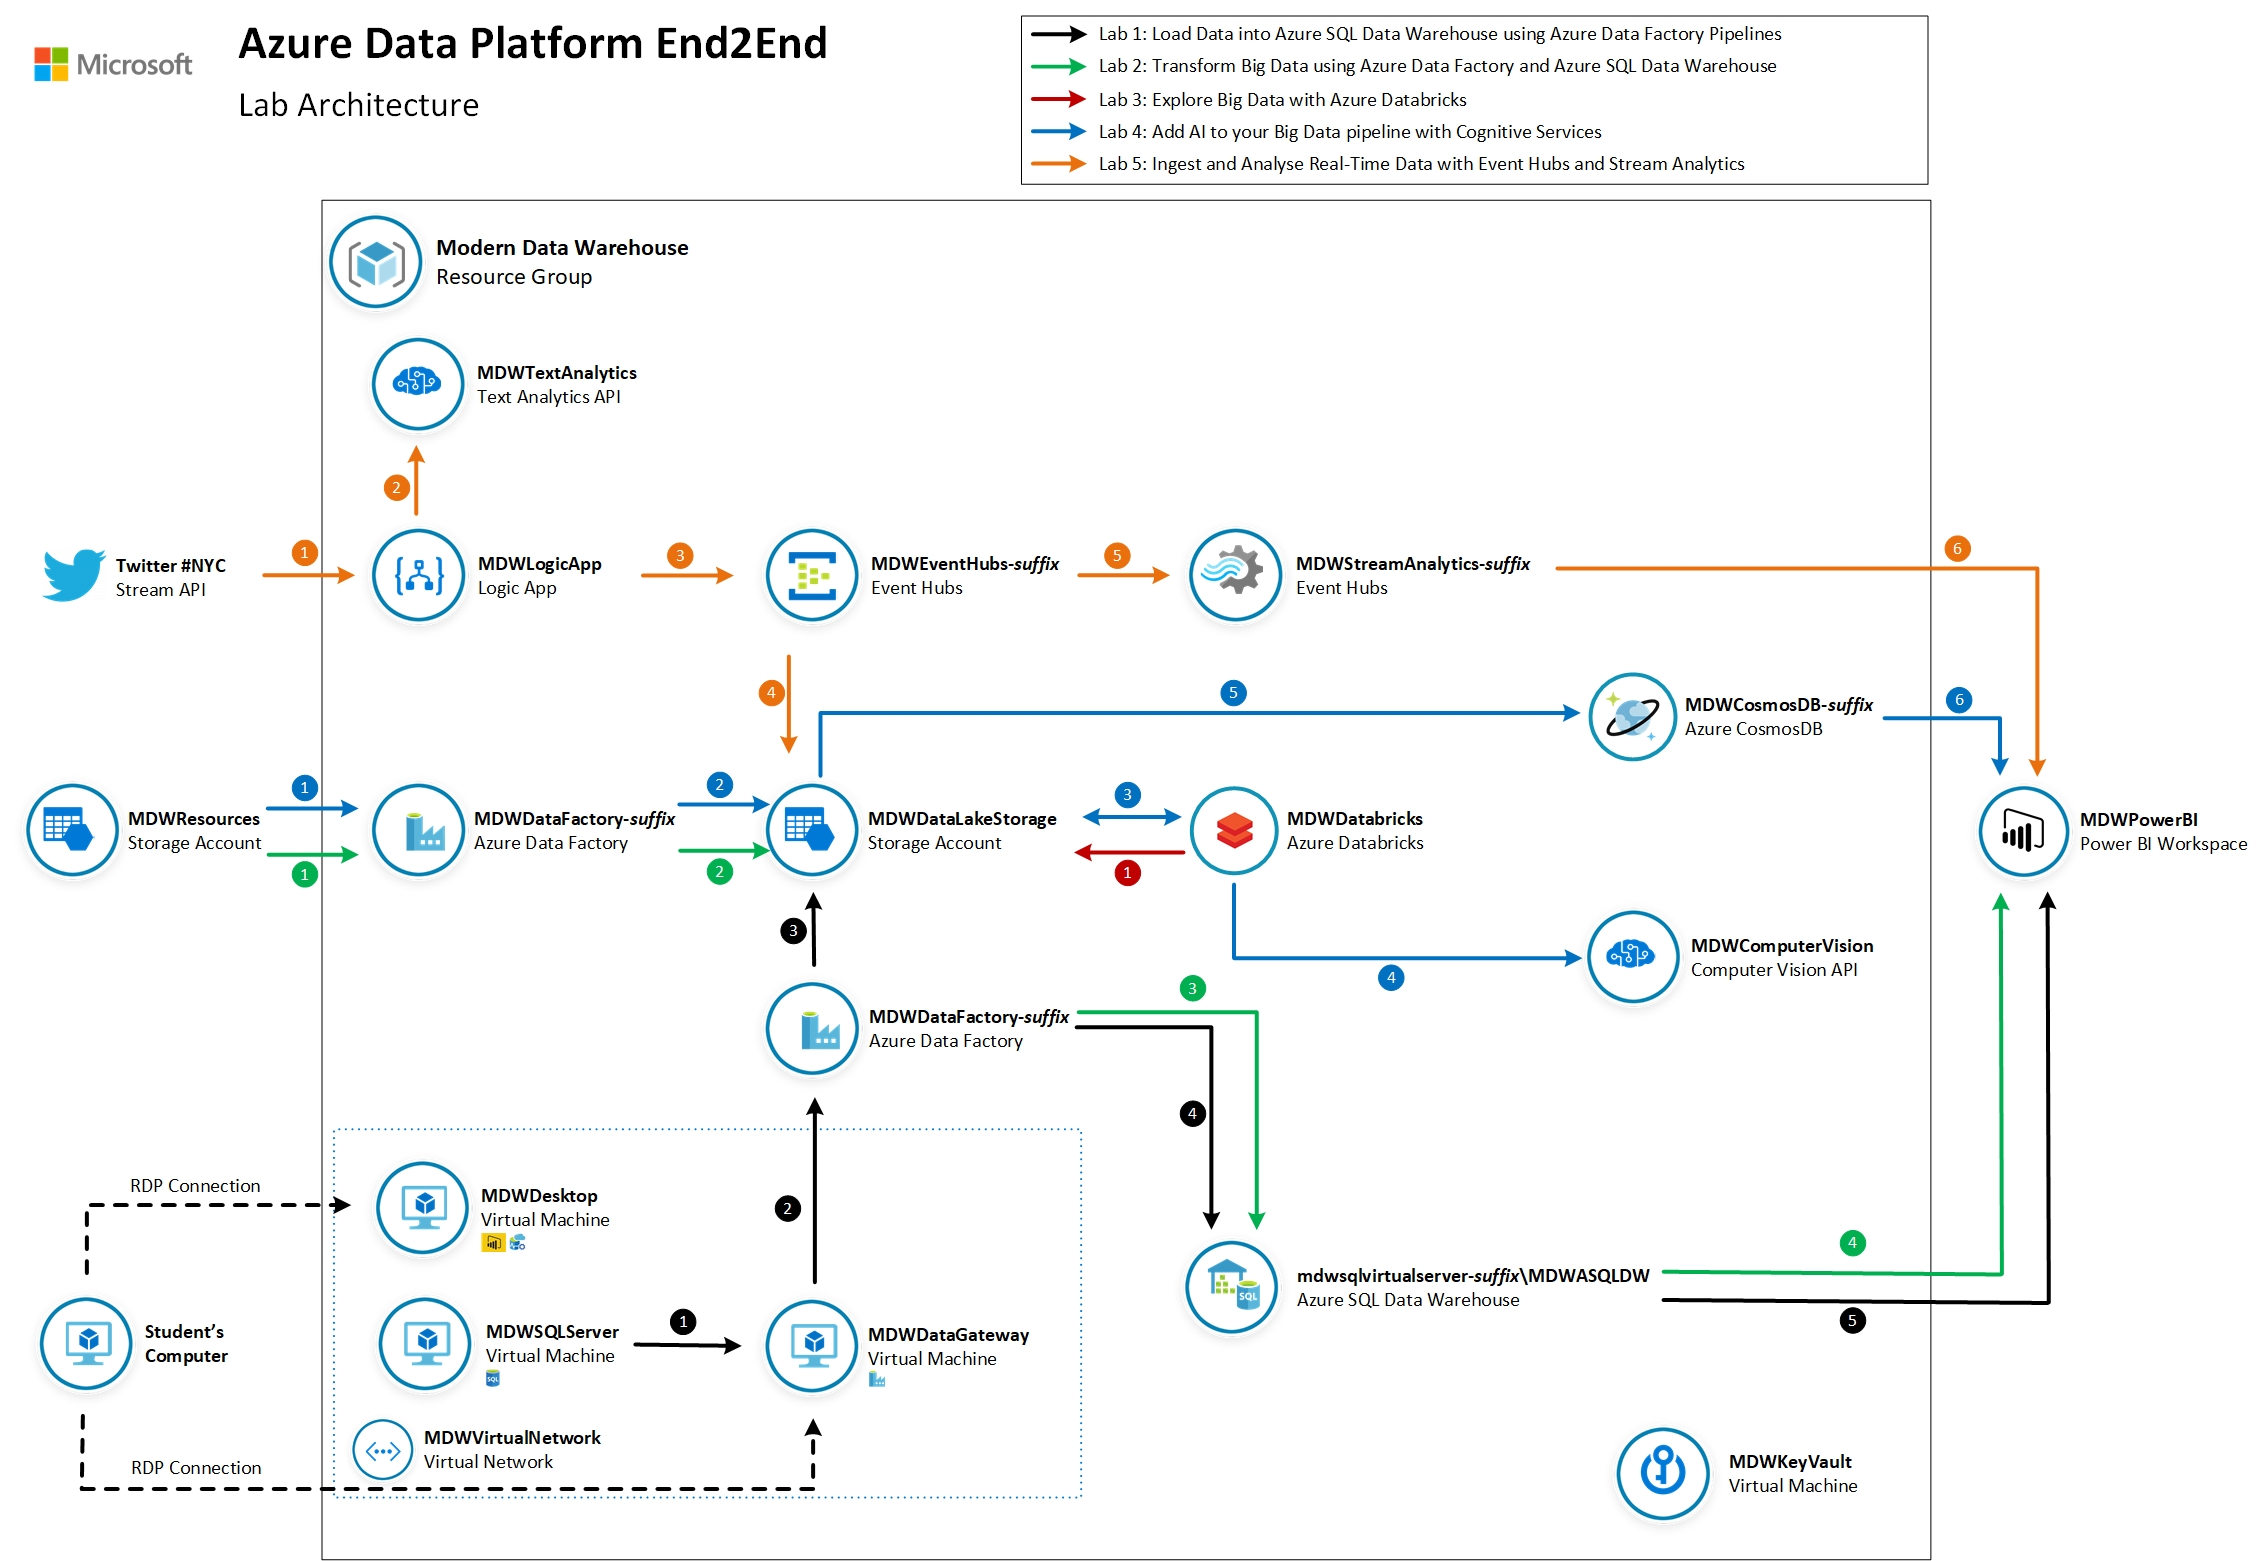 Microsoft
Azure Data Platform End2End
Lab Architecture
Lab 1: Load Data into Azure SQL Data Warehouse using Azure Data Factory Pipelines
Lab 2: Transform Big Data using Azure Data Factory and Azure SQL Data Warehouse
Lab 3: Explore Big Data with Azure Databricks
Lab 4: Add AI to your Big Data pipeline with Cognitive Services
Lab 5: Ingest and Analyse Real-Time Data with Event Hubs and Stream Analytics
Modern Data Warehouse
Resource Group
MDWTextAnalytics
Text Analytics API
2
Twitter #NYC
Stream API
1
MDWLogicApp
Logic App
3
MDWEventHubs-suffix
Event Hubs
5
MDWStreamAnalytics-suffix
Event Hubs
6
4
5
MDWCosmosDB-suffix
Azure CosmosDB
6
MDWResources
Storage Account
1
1
MDWDataFactory-suffix
Azure Data Factory
2
2
MDWDataLakeStorage
Storage Account
3
1
MDWDatabricks
Azure Databricks
MDWPowerBI
Power BI Workspace
3
4
MDWComputerVision
Computer Vision API
MDWDataFactory-suffix
Azure Data Factory
3
4
RDP Connection
MDWDesktop
Virtual Machine
2
4
mdwsqlvirtualserver-suffix\MDWASQLDW
Azure SQL Data Warehouse
SQL
5
Student's
Computer
MDWSQLServer
Virtual Machine
SQL
1
MDWDataGateway
Virtual Machine
MDWVirtualNetwork
Virtual Network
RDP Connection
MDWKeyVault
Virtual Machine